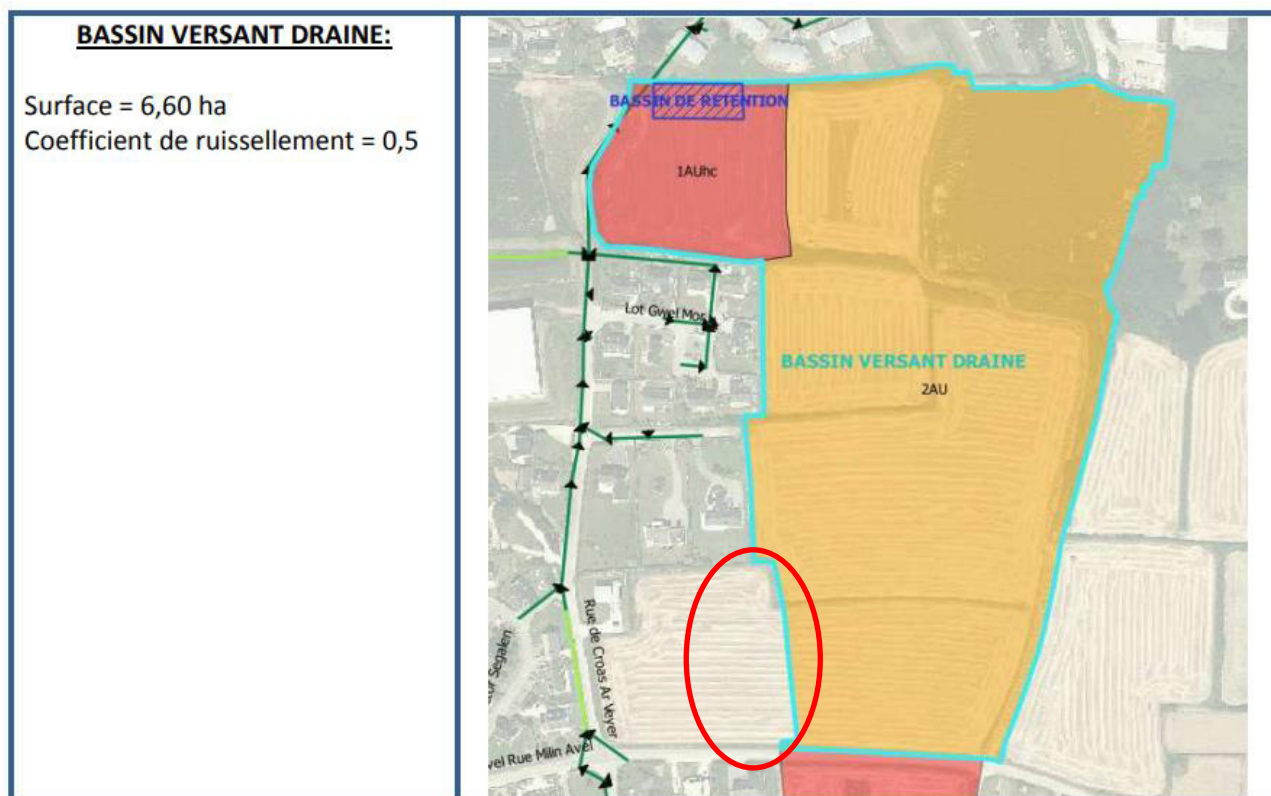 BASSIN VERSANT DRAINE:
Surface = 6,60 ha
Coefficient de ruissellement = 0,5
BASSIN DE RETENTION
1AUhc
Lot Gwel Mor
BASSIN VERSANT DRAINE
2AU
Rue de Croas Ar Veyer
Segalen
Rue Milin Avel